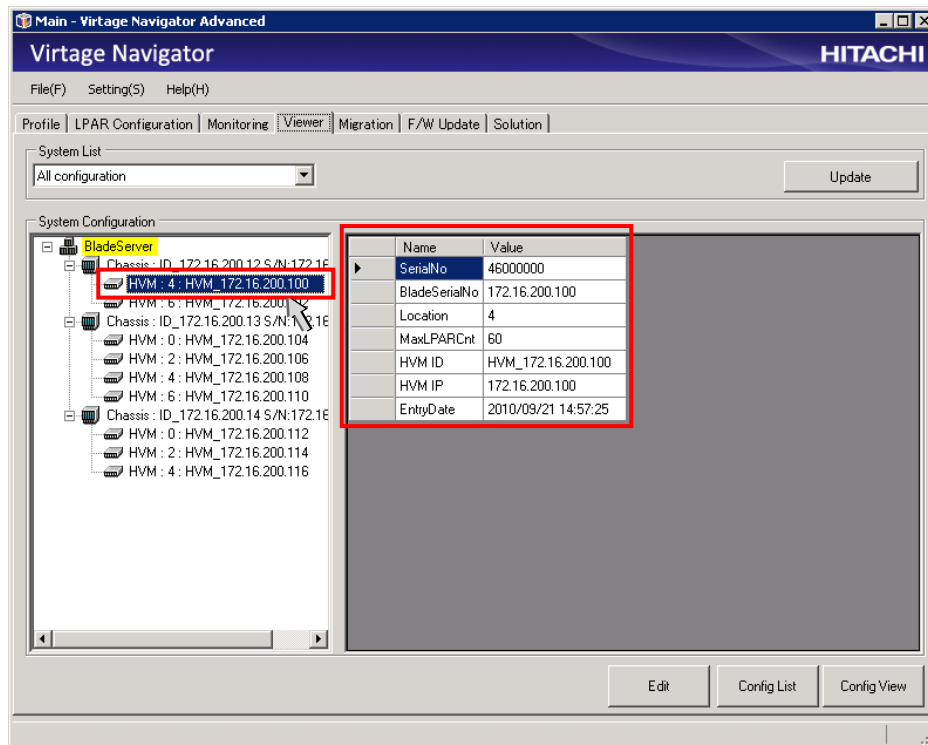 Main - Virtage Navigator Advanced
Virtage Navigator HITACHI
File(F) Setting(S) Help(H)
Profile LPAR Configuration Monitoring Viewer Migration F/W Update Solution
System List
All configuration Update
System Configuration
BladeServer
Chassis : ID_172.16.200.12 S/N:172.16
HVM : 4 : HVM_172.16.200.100
HVM : 6 : HVM_172.16.200.
Chassis : ID_172.16.200.13 S/N:172.16
HVM : 0 : HVM_172.16.200.104
HVM : 2 : HVM_172.16.200.106
HVM : 4 : HVM_172.16.200.108
HVM : 6 : HVM_172.16.200.110
Chassis : ID_172.16.200.14 S/N:172.16
HVM : 0 : HVM_172.16.200.112
HVM : 2 : HVM_172.16.200.114
HVM : 4 : HVM_172.16.200.116
Name Value
SerialNo 46000000
BladeSerialNo 172.16.200.100
Location 4
MaxLPARCnt 60
HVM ID HVM_172.16.200.100
HVM IP 172.16.200.100
EntryDate 2010/09/21 14:57:25
Edit Config List Config View